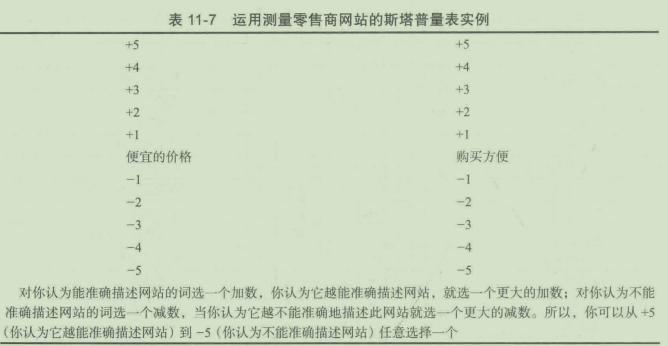 表 11-7 运用测量零售商网站的斯塔普量表实例
+5 +5
+4 +4
+3 +3
+2 +2
+1 +1
便宜的价格 购买方便
−1 −1
−2 −2
−3 −3
−4 −4
−5 −5
对你认为能准确描述网站的词选一个加数，你认为它越能准确描述网站，就选一个更大的加数；对你认为不能
准确描述网站的词选一个减数，当你认为它越不能准确地描述此网站就选一个更大的减数。所以，你可以从 +5
（你认为它越能准确描述网站）到 −5（你认为不能准确描述网站）任意选择一个